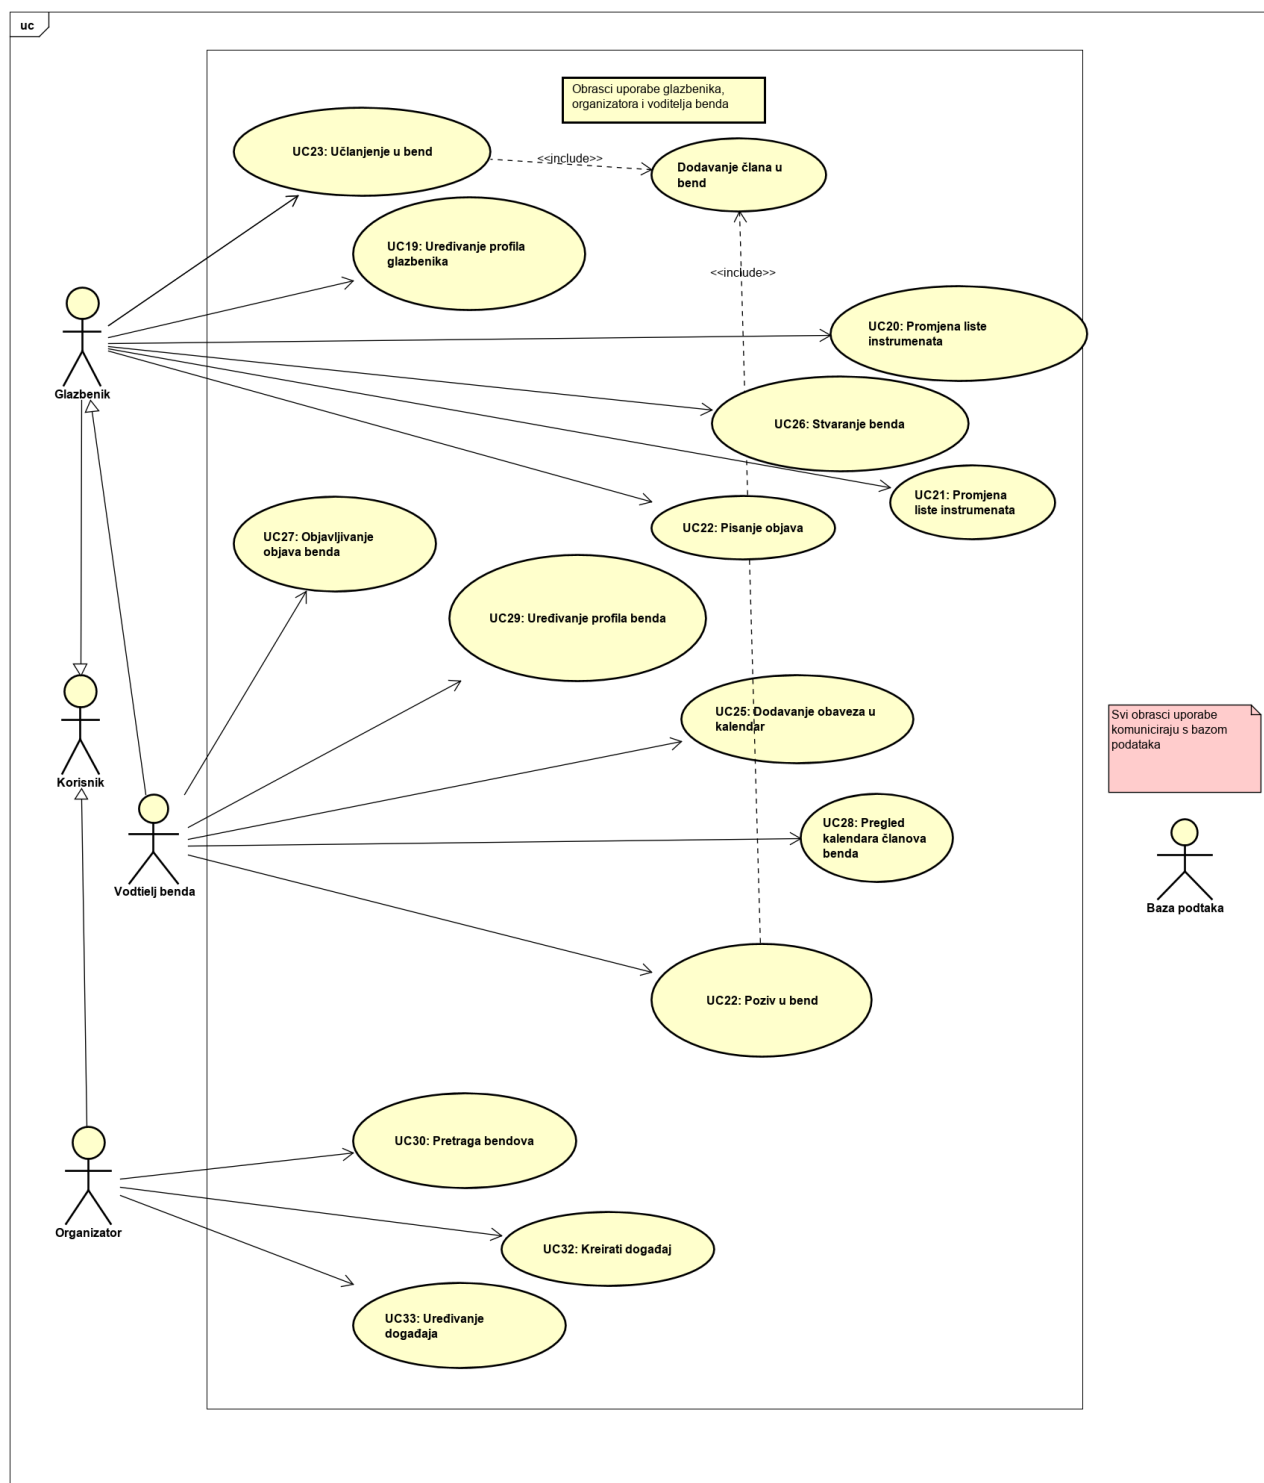 uc
Obrasci uporabe glazbenika,
organizatora i voditelja benda
UC23: Učlanjenje u bend
<<include>>
Dodavanje člana u
bend
UC19: Uređivanje profila
glazbenika
<<include>>
UC20: Promjena liste
instrumenata
Glazbenik
UC26: Stvaranje benda
UC21: Promjena
liste instrumenata
UC22: Pisanje objava
UC27: Objavljivanje
objava benda
UC29: Uređivanje profila benda
UC25: Dodavanje obaveza u
kalendar
Svi obrasci uporabe
komuniciraju s bazom
podataka
Korisnik
UC28: Pregled
kalendara članova
benda
Vodtielj benda
Baza podtaka
UC22: Poziv u bend
UC30: Pretraga bendova
Organizator
UC32: Kreirati događaj
UC33: Uređivanje
događaja